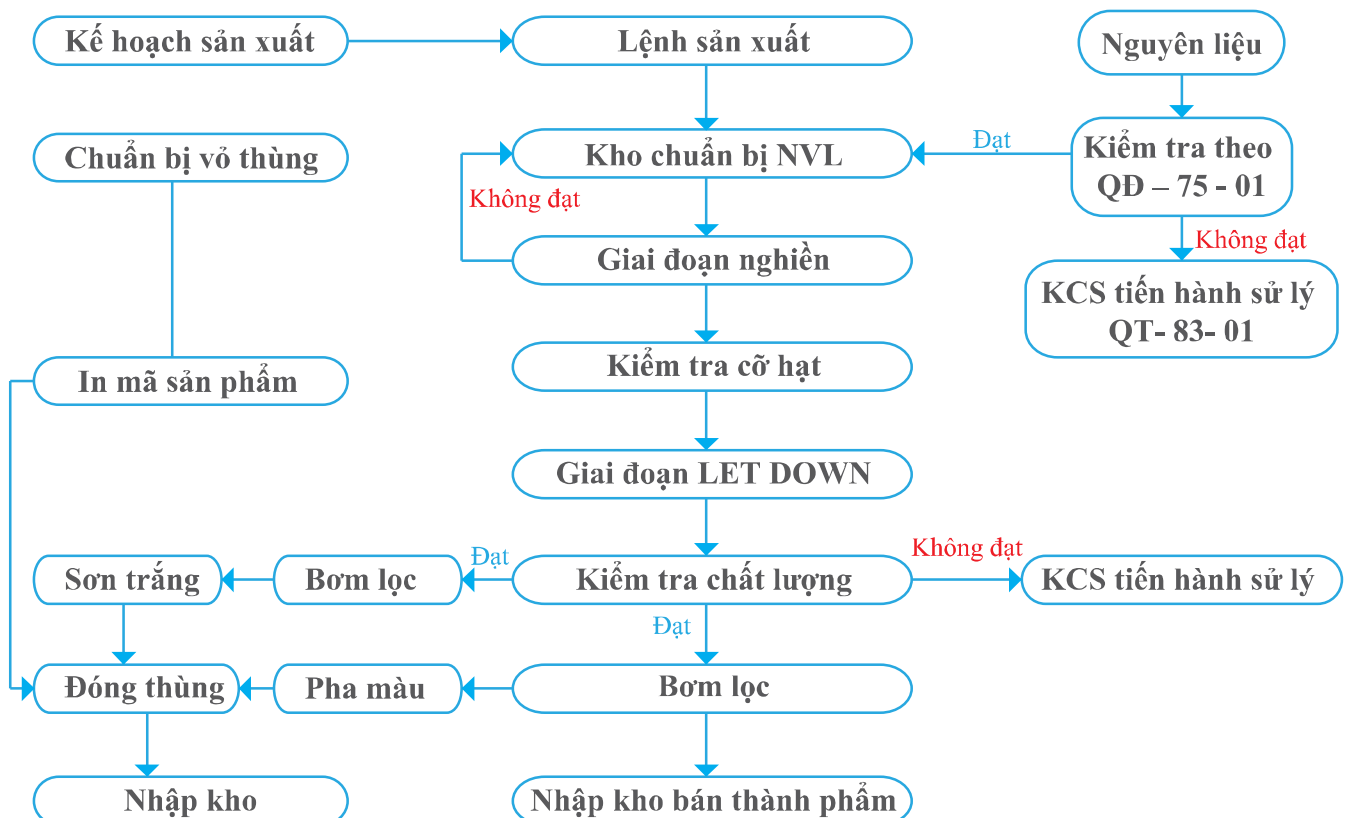 Kế hoạch sản xuất
Lệnh sản xuất
Nguyên liệu
Chuẩn bị vỏ thùng
Kho chuẩn bị NVL
Đạt
Kiểm tra theo
QĐ – 75 - 01
Không đạt
Không đạt
Giai đoạn nghiền
KCS tiến hành sử lý
QT- 83- 01
In mã sản phẩm
Kiểm tra cỡ hạt
Giai đoạn LET DOWN
Sơn trắng
Bơm lọc
Đạt
Kiểm tra chất lượng
Không đạt
KCS tiến hành sử lý
Đạt
Đóng thùng
Pha màu
Bơm lọc
Nhập kho
Nhập kho bán thành phẩm